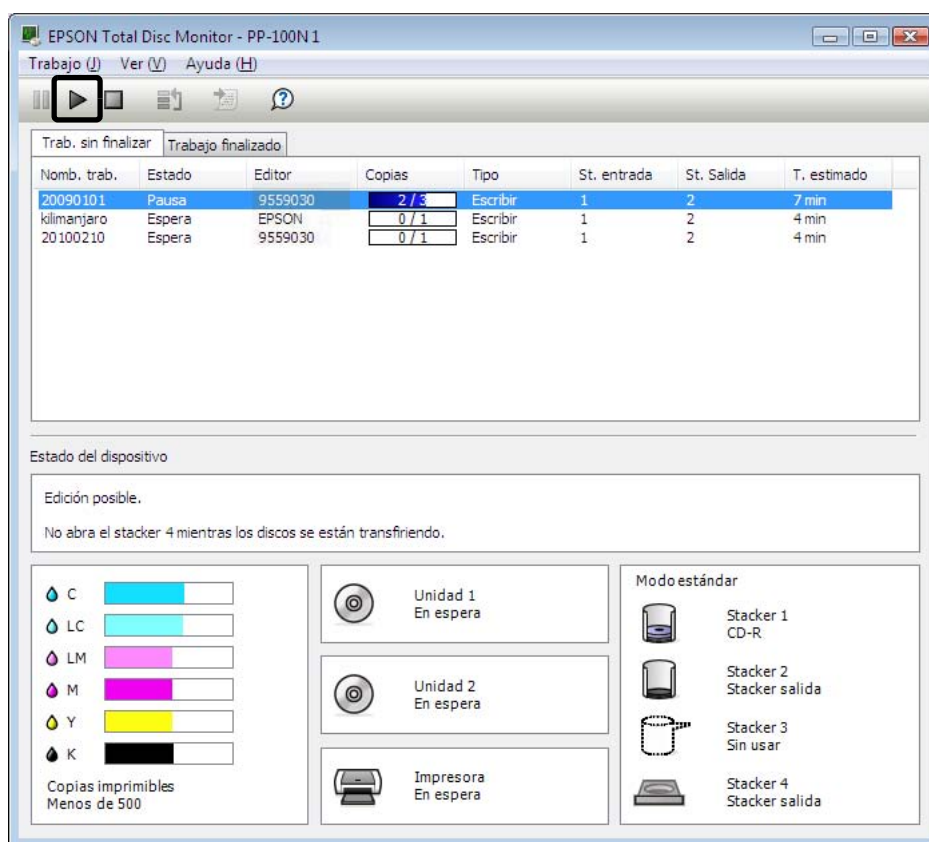 EPSON Total Disc Monitor - PP-100N 1
Trabajo (J) Ver (V) Ayuda (H)
Trab. sin finalizar Trabajo finalizado
Nomb. trab. Estado Editor Copias Tipo St. entrada St. Salida T. estimado
20090101 Pausa 9559030 2 / 3 Escribir 1 2 7 min
kilimanjaro Espera EPSON 0 / 1 Escribir 1 2 4 min
20100210 Espera 9559030 0 / 1 Escribir 1 2 4 min
Estado del dispositivo
Edición posible.
No abra el stacker 4 mientras los discos se están transfiriendo.
C
LC
LM
M
Y
K
Copias imprimibles
Menos de 500
Unidad 1
En espera
Unidad 2
En espera
Impresora
En espera
Modo estándar
Stacker 1
CD-R
Stacker 2
Stacker salida
Stacker 3
Sin usar
Stacker 4
Stacker salida